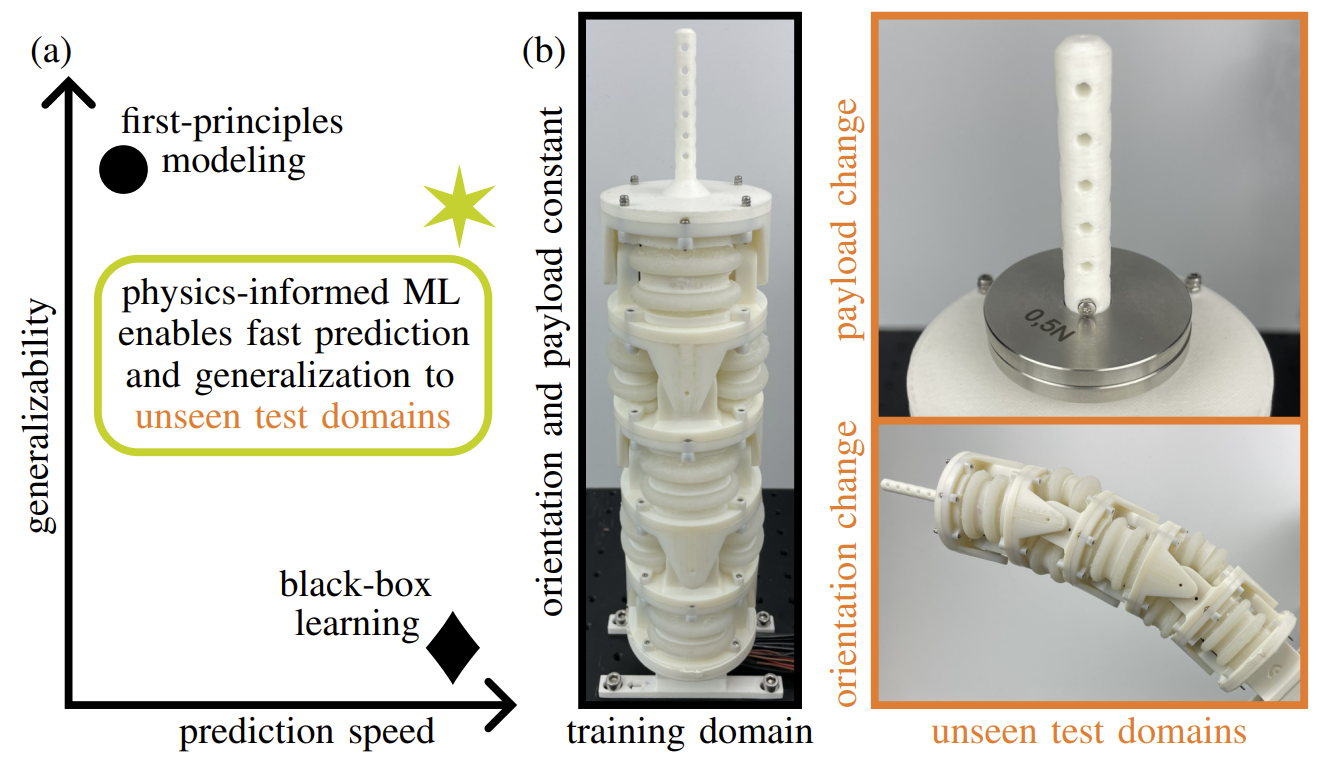 (a)
first-principles
modeling
physics-informed ML
enables fast prediction
and generalization to
unseen test domains
black-box
learning
generalizability
prediction speed
(b)
orientation and payload constant
training domain
payload change
0,5N
orientation change
unseen test domains